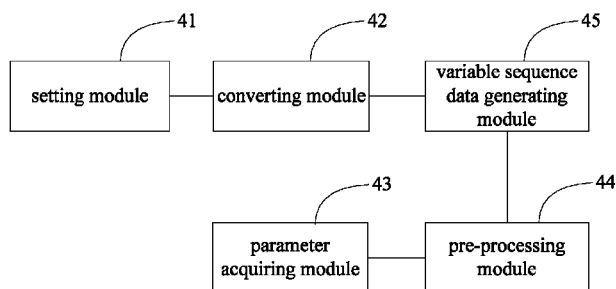 41
42
45
setting module
converting module
variable sequence
data generating
module
43
44
parameter
acquiring module
pre-processing
module